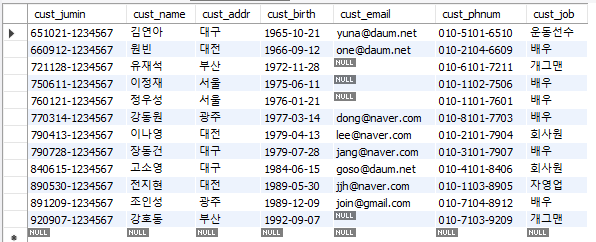 cust_jumin cust_name cust_addr cust_birth cust_email cust_phnum cust_job
651021-1234567 김연아 대구 1965-10-21 yuna@daum.net 010-5101-6510 운동선수
660912-1234567 원빈 대전 1966-09-12 one@daum.net 010-2104-6609 배우
721128-1234567 유재석 부산 1972-11-28 NULL 010-6101-7211 개그맨
750611-1234567 이정재 서울 1975-06-11 NULL 010-1102-7506 배우
760121-1234567 정우성 서울 1976-01-21 NULL 010-1101-7601 배우
770314-1234567 강동원 광주 1977-03-14 dong@naver.com 010-8101-7703 배우
790413-1234567 이나영 대전 1979-04-13 lee@naver.com 010-2101-7904 회사원
790728-1234567 장동건 대구 1979-07-28 jang@naver.com 010-3101-7907 배우
840615-1234567 고소영 대구 1984-06-15 goso@daum.net 010-4101-8406 회사원
890530-1234567 전지현 대전 1989-05-30 jjh@naver.com 010-1103-8905 자영업
891209-1234567 조인성 광주 1989-12-09 join@gmail.com 010-7104-8912 배우
920907-1234567 강호동 부산 1992-09-07 NULL 010-7103-9209 개그맨
NULL NULL NULL NULL NULL NULL NULL